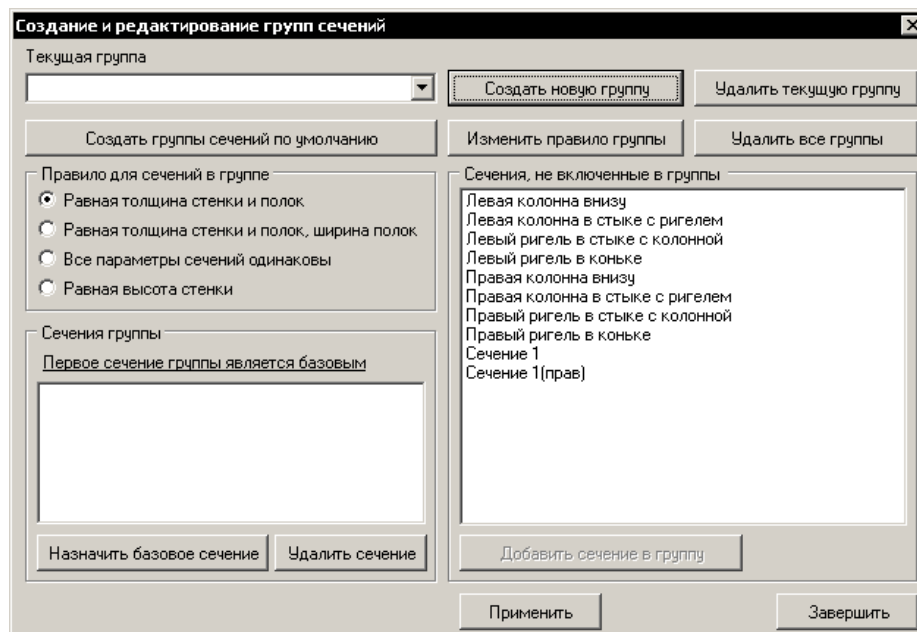 Создание и редактирование групп сечений
Текущая группа
Создать новую группу
Удалить текущую группу
Создать группы сечений по умолчанию
Изменить правило группы
Удалить все группы
Правило для сечений в группе
Равная толщина стенки и полок
Равная толщина стенки и полок, ширина полок
Все параметры сечений одинаковы
Равная высота стенки
Сечения группы
Первое сечение группы является базовым
Назначить базовое сечение
Удалить сечение
Сечения, не включенные в группы
Левая колонна внизу
Левая колонна в стыке с ригелем
Левый ригель в стыке с колонной
Левый ригель в коньке
Правая колонна внизу
Правая колонна в стыке с ригелем
Правый ригель в стыке с колонной
Правый ригель в коньке
Сечение 1
Сечение 1(прав)
Добавить сечение в группу
Применить
Завершить